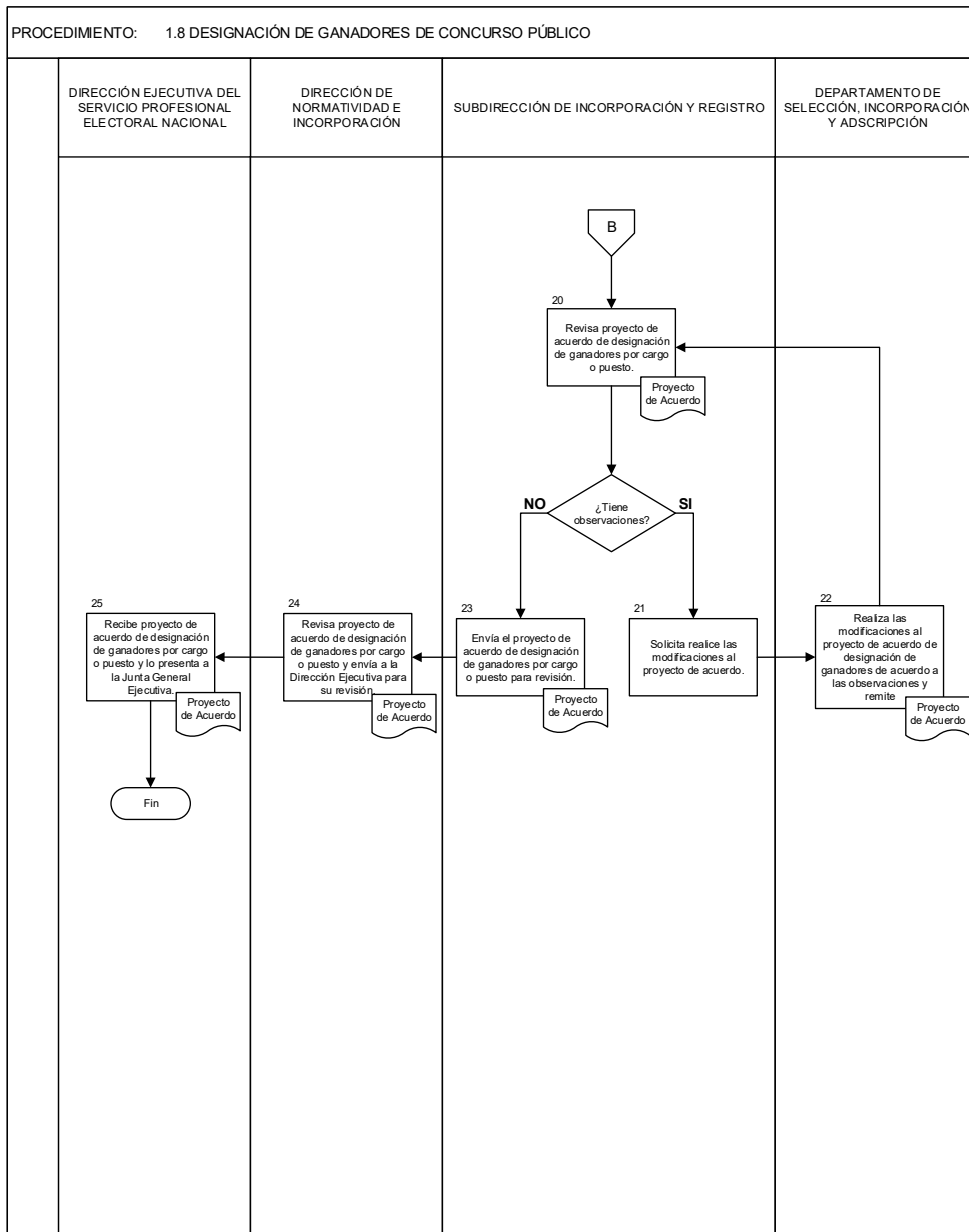 PROCEDIMIENTO: 1.8 DESIGNACIÓN DE GANADORES DE CONCURSO PÚBLICO
DIRECCIÓN EJECUTIVA DEL
SERVICIO PROFESIONAL
ELECTORAL NACIONAL
DIRECCIÓN DE
NORMATIVIDAD E
INCORPORACIÓN
SUBDIRECCIÓN DE INCORPORACIÓN Y REGISTRO
DEPARTAMENTO DE
SELECCIÓN, INCORPORACIÓN
Y ADSCRIPCIÓN
B
20
Revisa proyecto de
acuerdo de designación
de ganadores por cargo
o puesto.
Proyecto
de Acuerdo
¿Tiene
observaciones?
NO
SI
25
Recibe proyecto de
acuerdo de designación
de ganadores por cargo
o puesto y lo presenta a
la Junta General
Ejecutiva.
Proyecto
de Acuerdo
24
Revisa proyecto de
acuerdo de designación
de ganadores por cargo
o puesto y envía a la
Dirección Ejecutiva para
su revisión.
Proyecto
de Acuerdo
23
Envía el proyecto de
acuerdo de designación
de ganadores por cargo
o puesto para revisión.
Proyecto
de Acuerdo
21
Solicita realice las
modificaciones al
proyecto de acuerdo.
22
Realiza las
modificaciones al
proyecto de acuerdo de
designación de
ganadores de acuerdo a
las observaciones y
remite
Proyecto
de Acuerdo
Fin